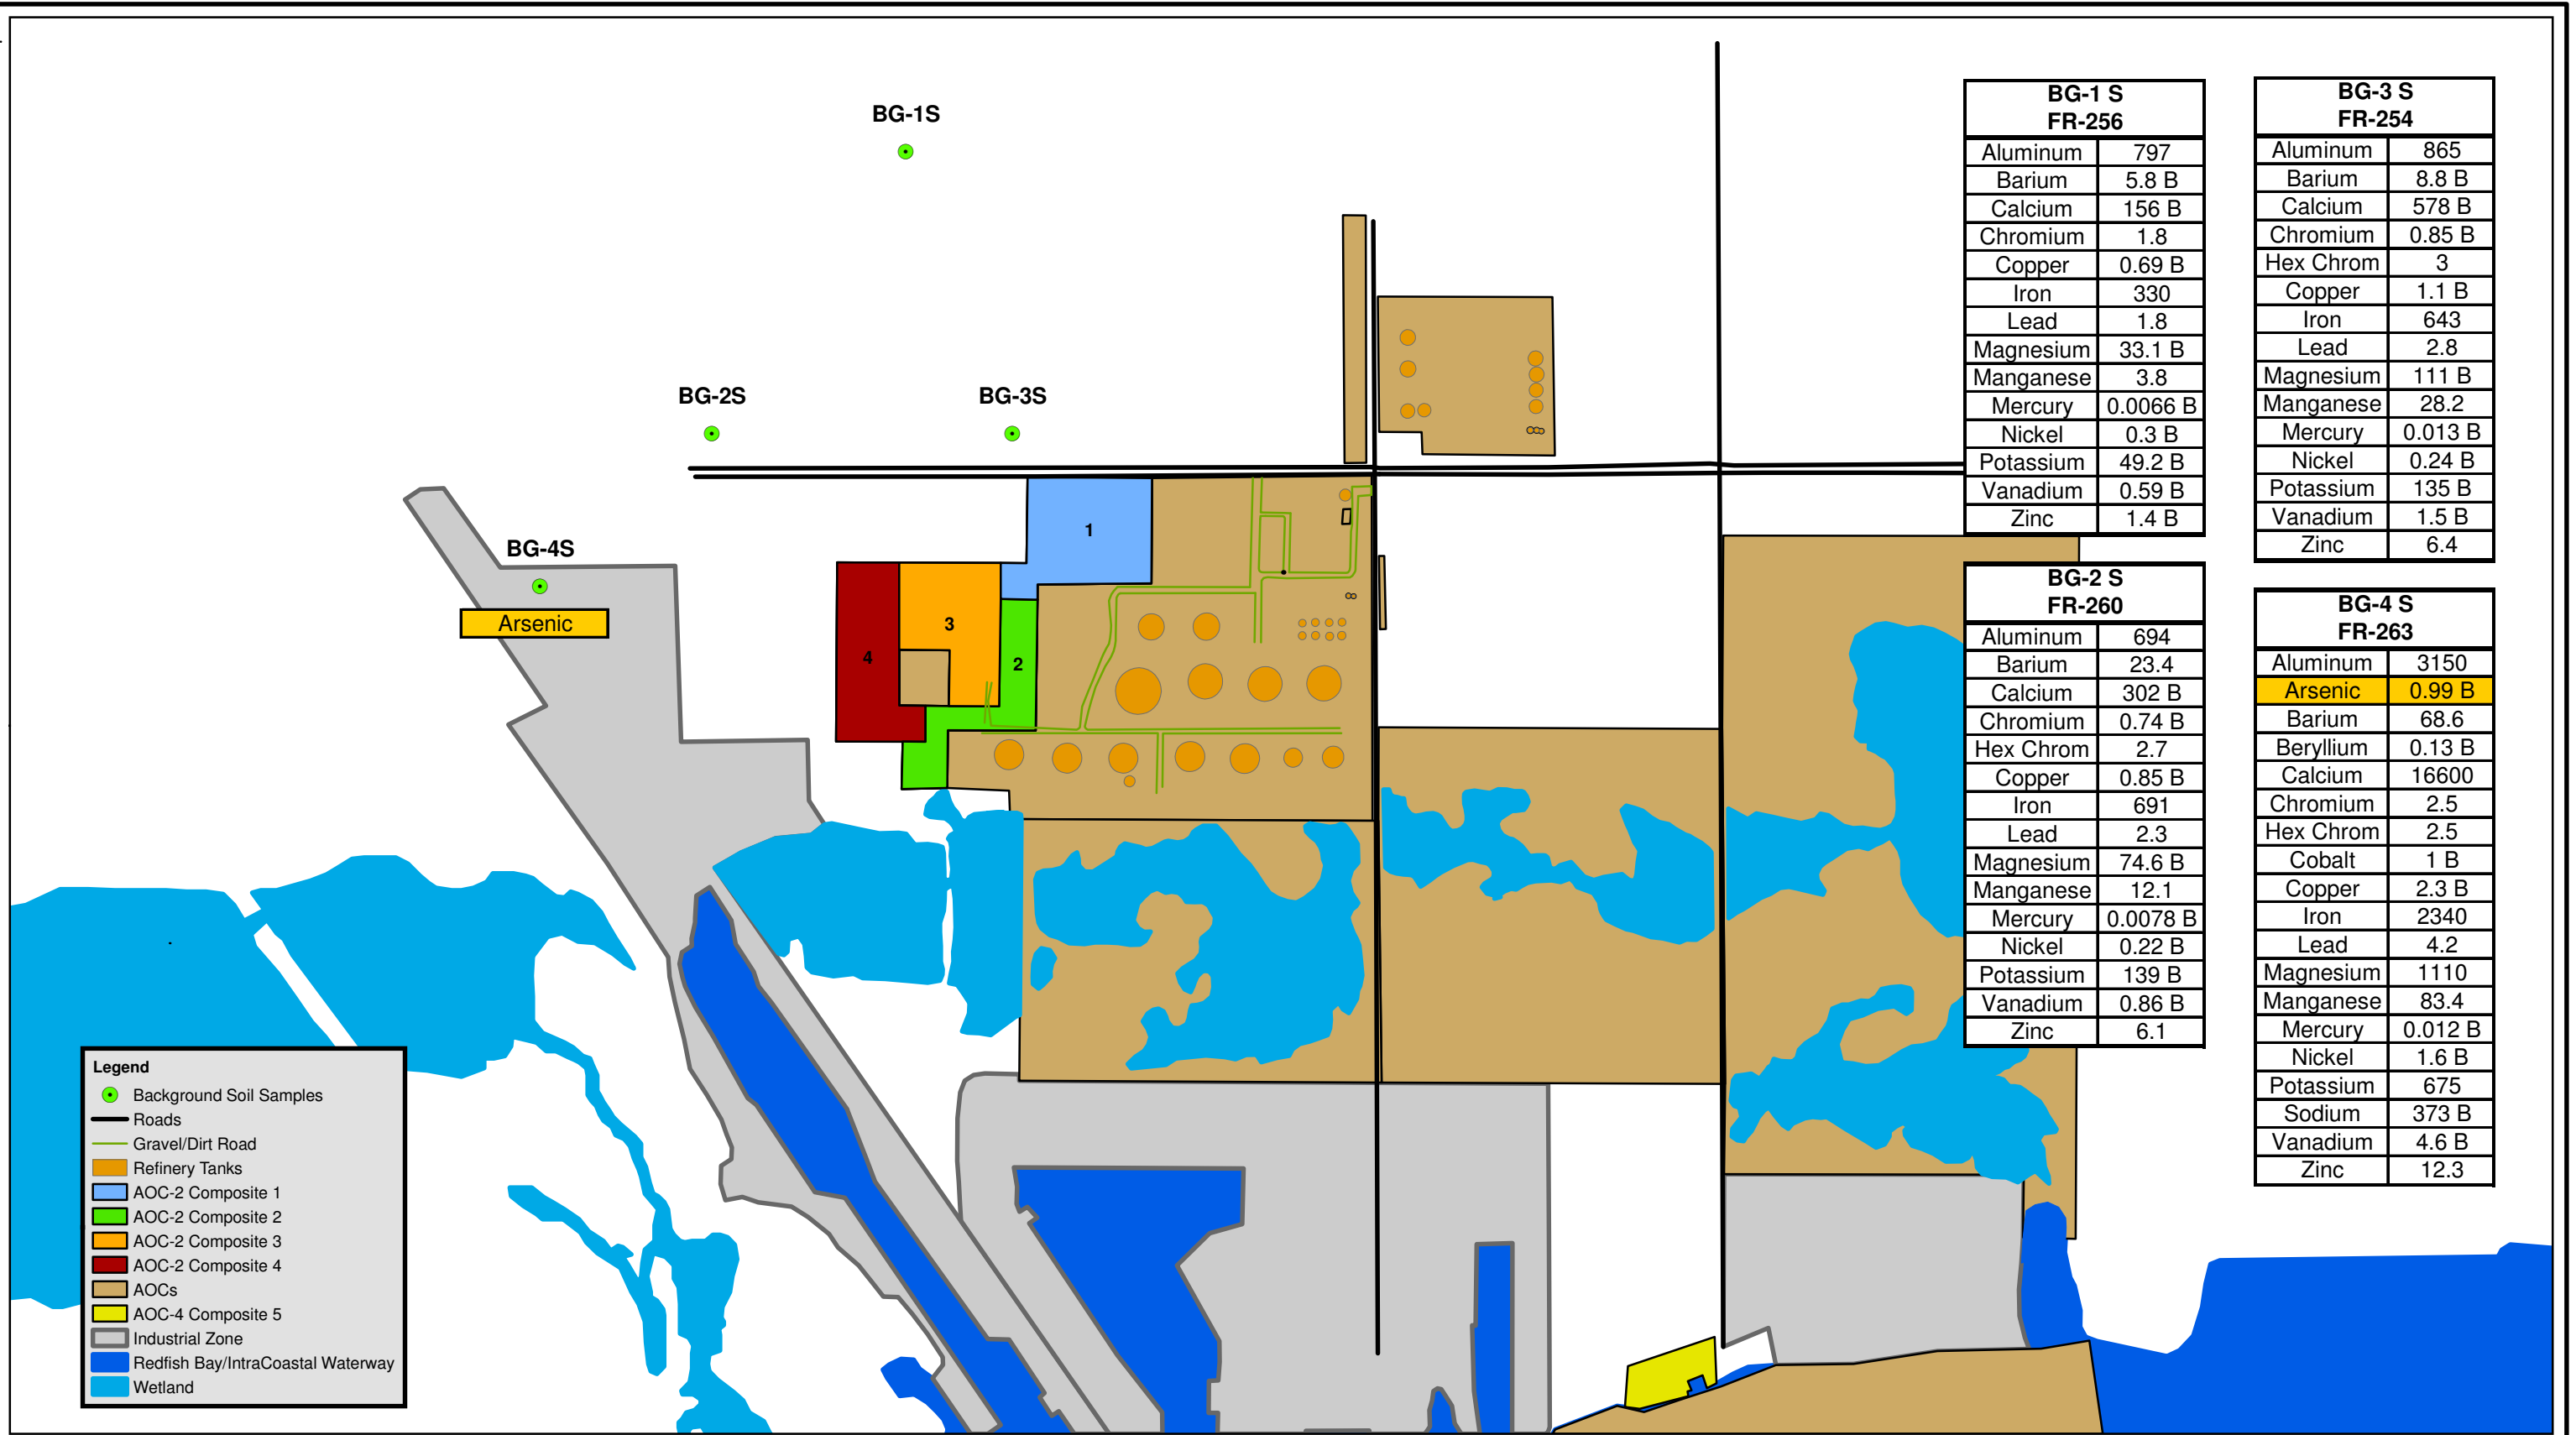 BG-1S
BG-2S
BG-3S
BG-4S
Arsenic
1
2
3
4
BG-1 S
FR-256
Aluminum 797
Barium 5.8 B
Calcium 156 B
Chromium 1.8
Copper 0.69 B
Iron 330
Lead 1.8
Magnesium 33.1 B
Manganese 3.8
Mercury 0.0066 B
Nickel 0.3 B
Potassium 49.2 B
Vanadium 0.59 B
Zinc 1.4 B
BG-3 S
FR-254
Aluminum 865
Barium 8.8 B
Calcium 578 B
Chromium 0.85 B
Hex Chrom 3
Copper 1.1 B
Iron 643
Lead 2.8
Magnesium 111 B
Manganese 28.2
Mercury 0.013 B
Nickel 0.24 B
Potassium 135 B
Vanadium 1.5 B
Zinc 6.4
BG-2 S
FR-260
Aluminum 694
Barium 23.4
Calcium 302 B
Chromium 0.74 B
Hex Chrom 2.7
Copper 0.85 B
Iron 691
Lead 2.3
Magnesium 74.6 B
Manganese 12.1
Mercury 0.0078 B
Nickel 0.22 B
Potassium 139 B
Vanadium 0.86 B
Zinc 6.1
BG-4 S
FR-263
Aluminum 3150
Arsenic 0.99 B
Barium 68.6
Beryllium 0.13 B
Calcium 16600
Chromium 2.5
Hex Chrom 2.5
Cobalt 1 B
Copper 2.3 B
Iron 2340
Lead 4.2
Magnesium 1110
Manganese 83.4
Mercury 0.012 B
Nickel 1.6 B
Potassium 675
Sodium 373 B
Vanadium 4.6 B
Zinc 12.3
Legend
Background Soil Samples
Roads
Gravel/Dirt Road
Refinery Tanks
AOC-2 Composite 1
AOC-2 Composite 2
AOC-2 Composite 3
AOC-2 Composite 4
AOCs
AOC-4 Composite 5
Industrial Zone
Redfish Bay/IntraCoastal Waterway
Wetland